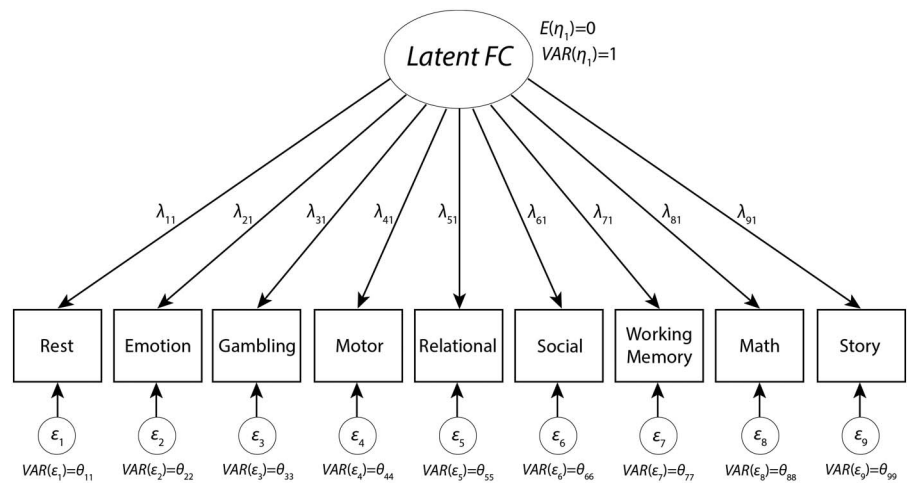 Latent FC
E(η₁)=0
VAR(η₁)=1
λ₁₁ λ₂₁ λ₃₁ λ₄₁ λ₅₁ λ₆₁ λ₇₁ λ₈₁ λ₉₁
Rest Emotion Gambling Motor Relational Social Working Memory Math Story
ε₁ ε₂ ε₃ ε₄ ε₅ ε₆ ε₇ ε₈ ε₉
VAR(ε₁)=θ₁₁ VAR(ε₂)=θ₂₂ VAR(ε₃)=θ₃₃ VAR(ε₄)=θ₄₄ VAR(ε₅)=θ₅₅ VAR(ε₆)=θ₆₆ VAR(ε₇)=θ₇₇ VAR(ε₈)=θ₈₈ VAR(ε₉)=θ₉₉